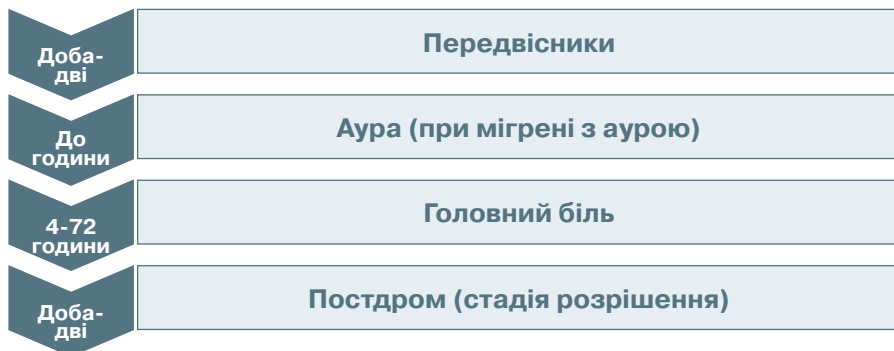 Доба-
дві
Передвісники
До
години
Аура (при мігрені з аурою)
4-72
години
Головний біль
Доба-
дві
Постдром (стадія розрішення)